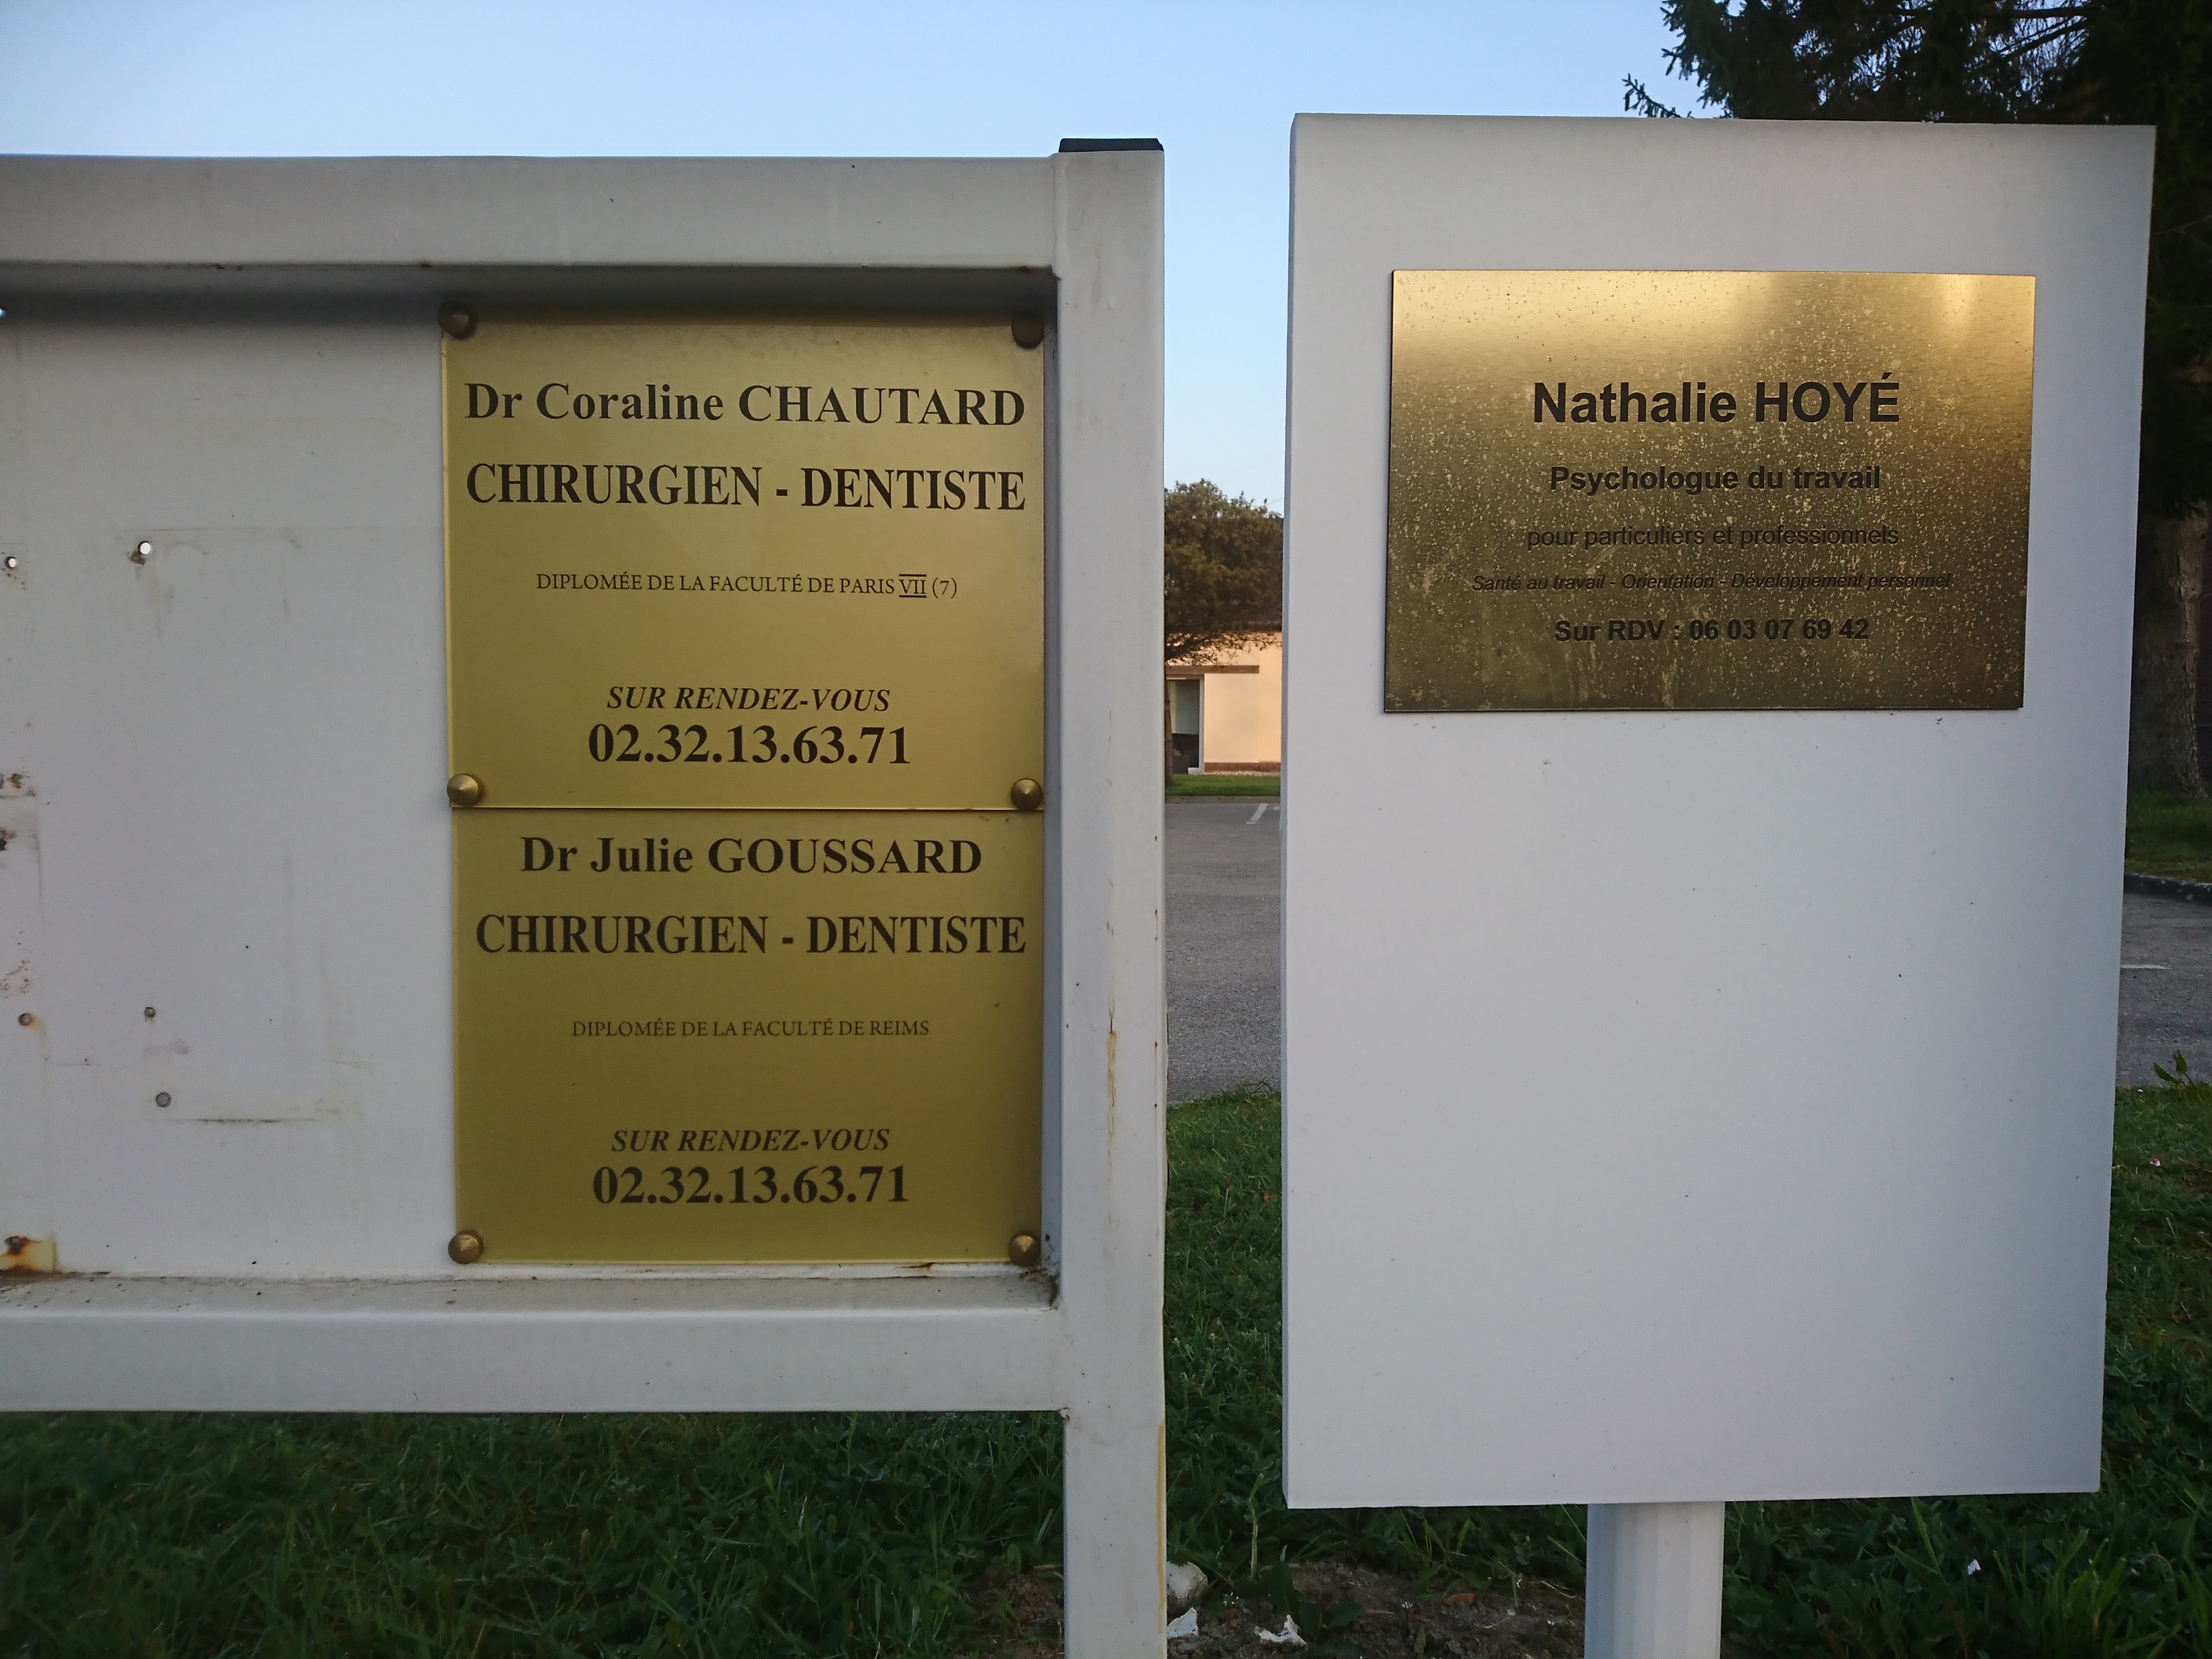 Dr Coraline CHAUTARD
CHIRURGIEN - DENTISTE
DIPLOMÉE DE LA FACULTÉ DE PARIS VII (7)
SUR RENDEZ-VOUS
02.32.13.63.71
Dr Julie GOUSSARD
CHIRURGIEN - DENTISTE
DIPLOMÉE DE LA FACULTÉ DE REIMS
SUR RENDEZ-VOUS
02.32.13.63.71
Nathalie HOYÉ
Psychologue du travail
pour particuliers et professionnels
Santé au travail - Orientation - Développement personnel
Sur RDV : 06 03 07 69 42